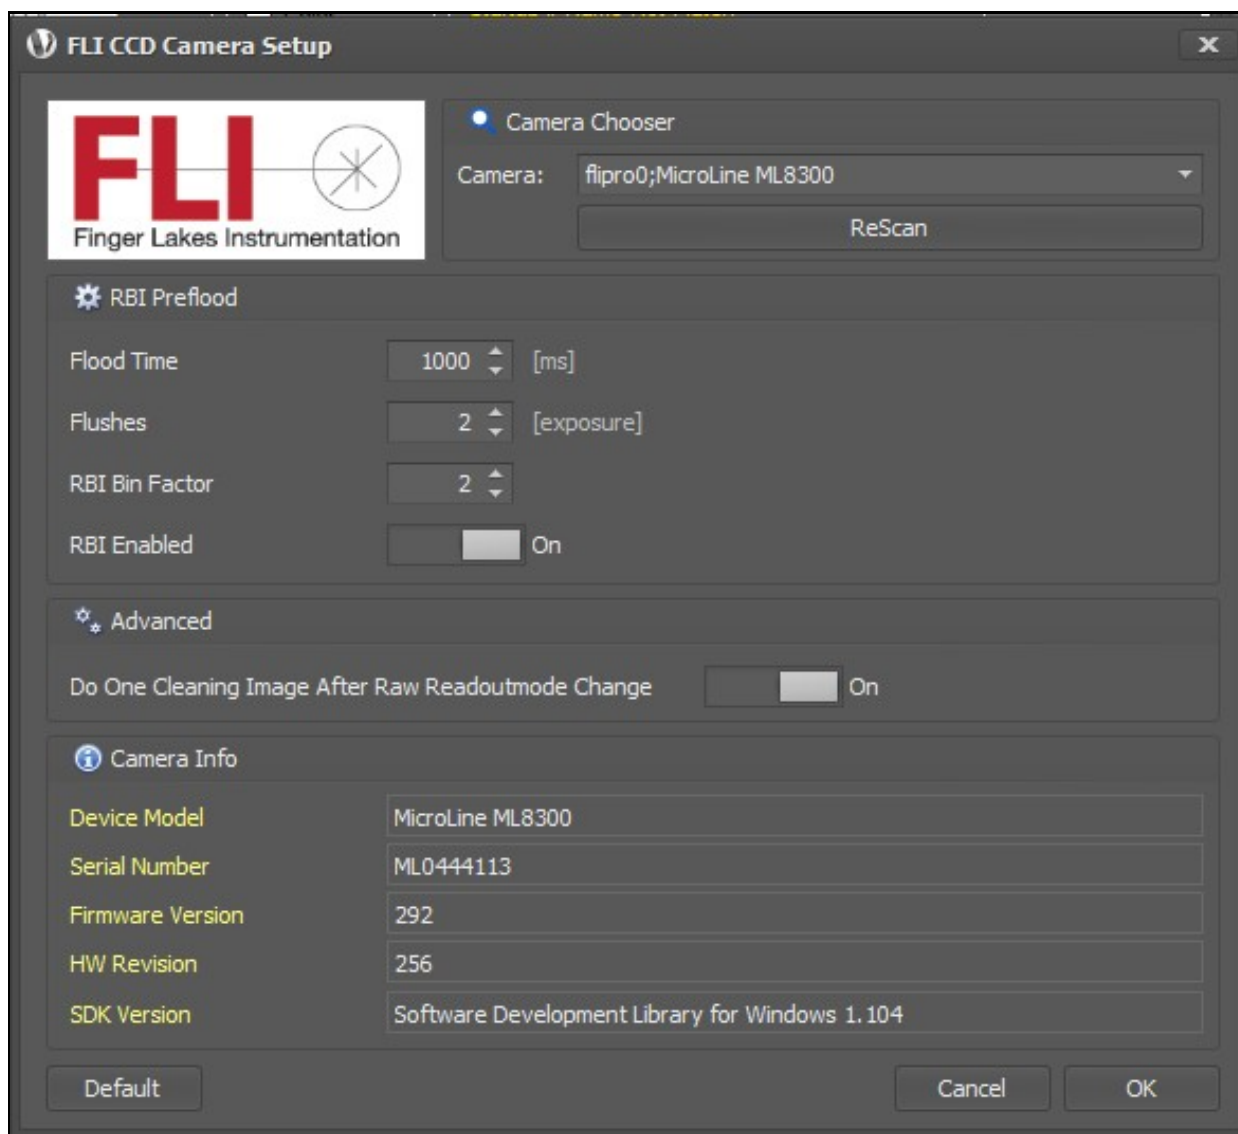 FLI CCD Camera Setup
FLI
Finger Lakes Instrumentation
Camera Chooser
Camera: flipro0;MicroLine ML8300
ReScan
RBI Preflood
Flood Time 1000 [ms]
Flushes 2 [exposure]
RBI Bin Factor 2
RBI Enabled On
Advanced
Do One Cleaning Image After Raw Readoutmode Change On
Camera Info
Device Model MicroLine ML8300
Serial Number ML0444113
Firmware Version 292
HW Revision 256
SDK Version Software Development Library for Windows 1.104
Default Cancel OK